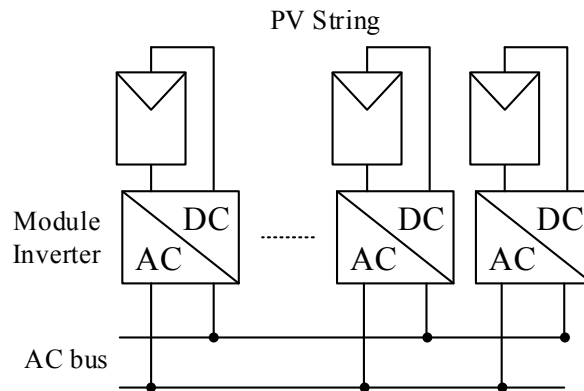 PV String
Module
Inverter
DC
AC
DC
AC
DC
AC
AC bus